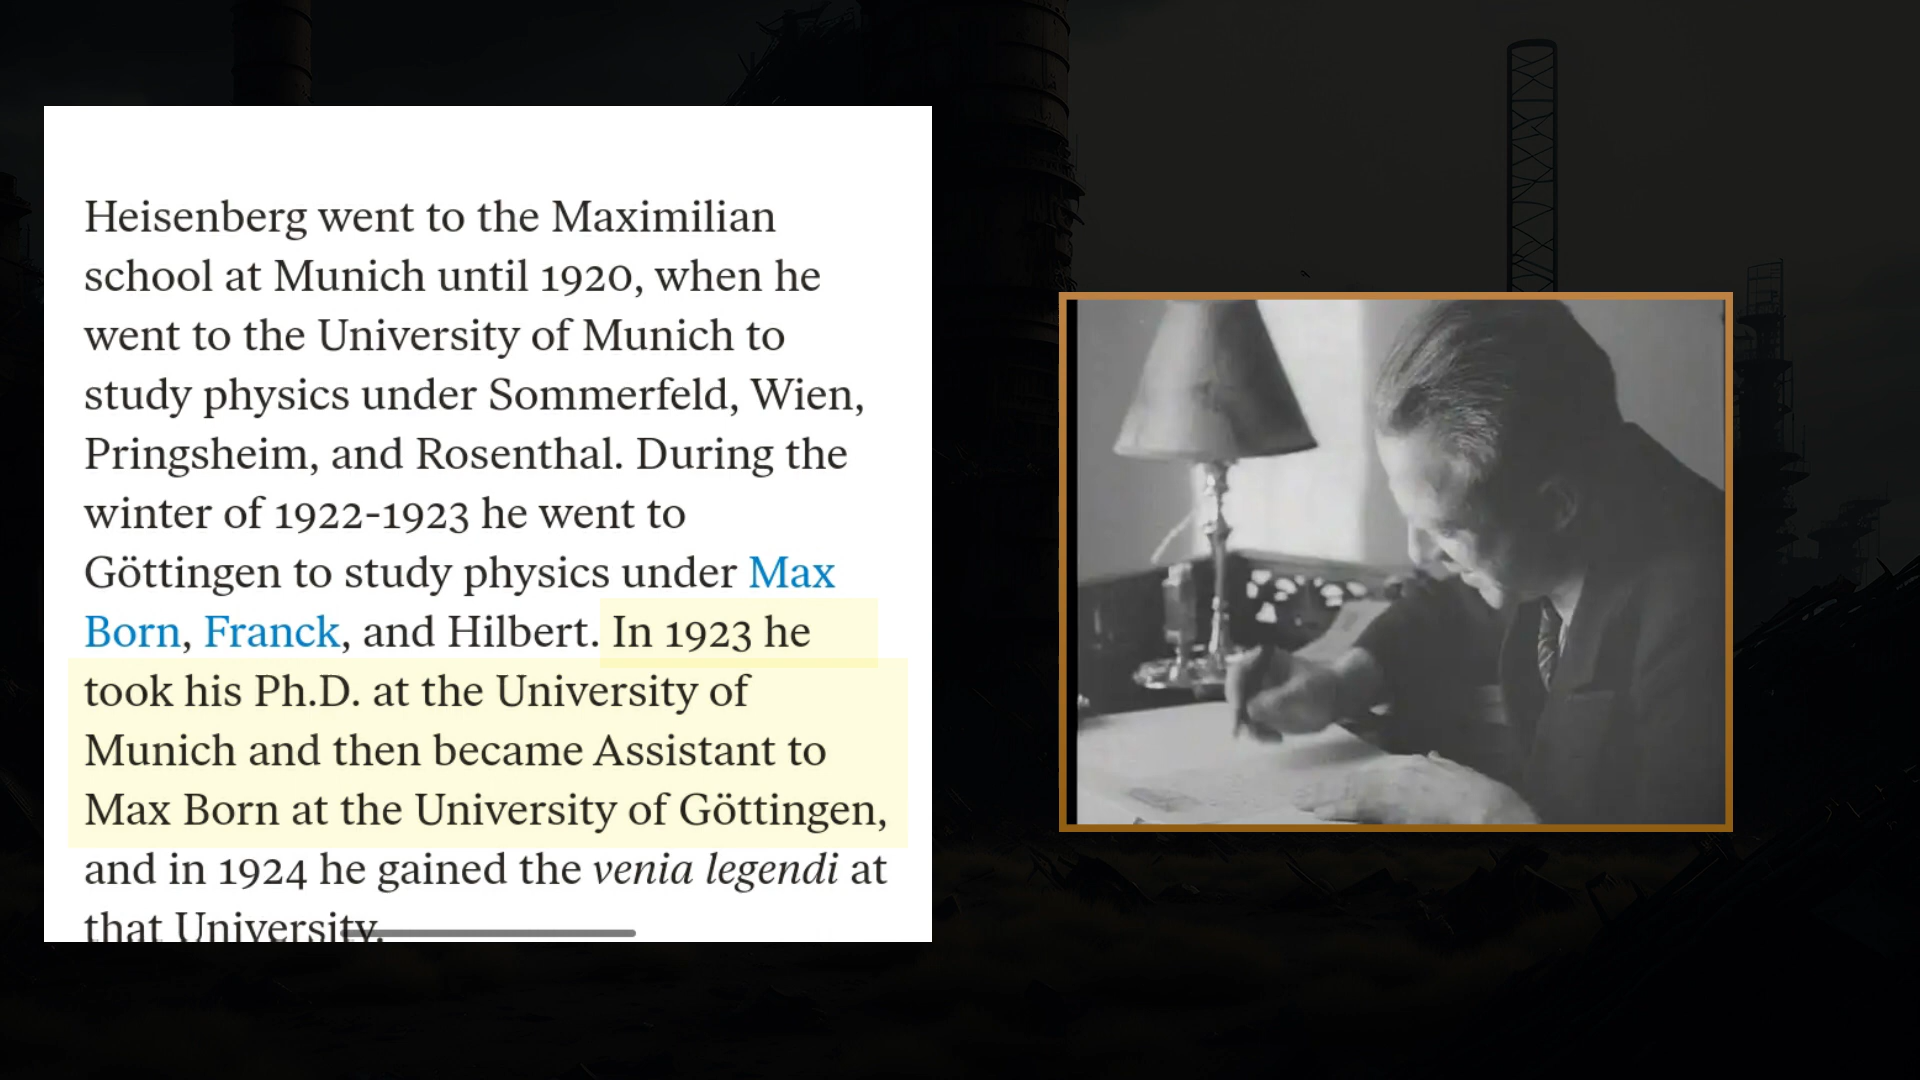 Heisenberg went to the Maximilian
school at Munich until 1920, when he
went to the University of Munich to
study physics under Sommerfeld, Wien,
Pringsheim, and Rosenthal. During the
winter of 1922-1923 he went to
Göttingen to study physics under Max
Born, Franck, and Hilbert. In 1923 he
took his Ph.D. at the University of
Munich and then became Assistant to
Max Born at the University of Göttingen,
and in 1924 he gained the venia legendi at
that University.